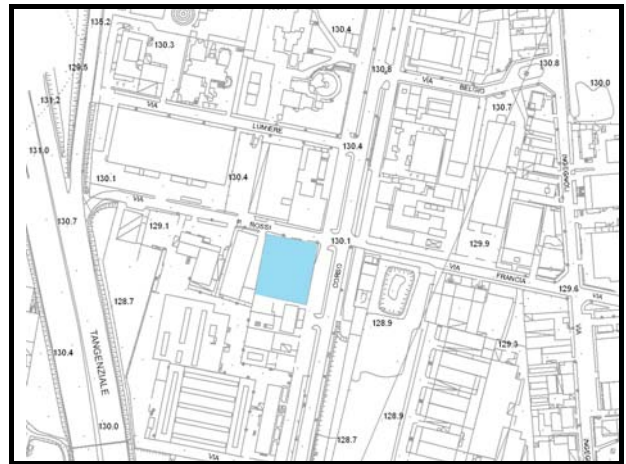 135.2
130.3
130.4
129.5
130.8
130.8
VIA
BELGIO
131.2
130.0
VIA
130.7
LUMIERE
130.4
131.0
130.1
130.4
VIA
129.1
P. ROSSI
130.7
130.1
129.9
VIA
FRANCIA
129.6
VIA
128.7
128.9
VIA
130.4
TANGENZIALE
129.3
128.9
130.0
128.7
VIA